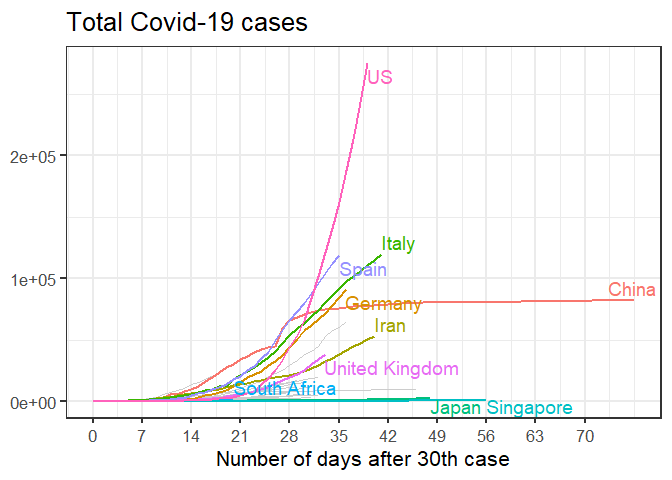 Total Covid-19 cases
US
2e+05
Italy
Spain
1e+05
China
Germany
Iran
United Kingdom
South Africa
0e+00
Japan
Singapore
0 7 14 21 28 35 42 49 56 63 70
Number of days after 30th case